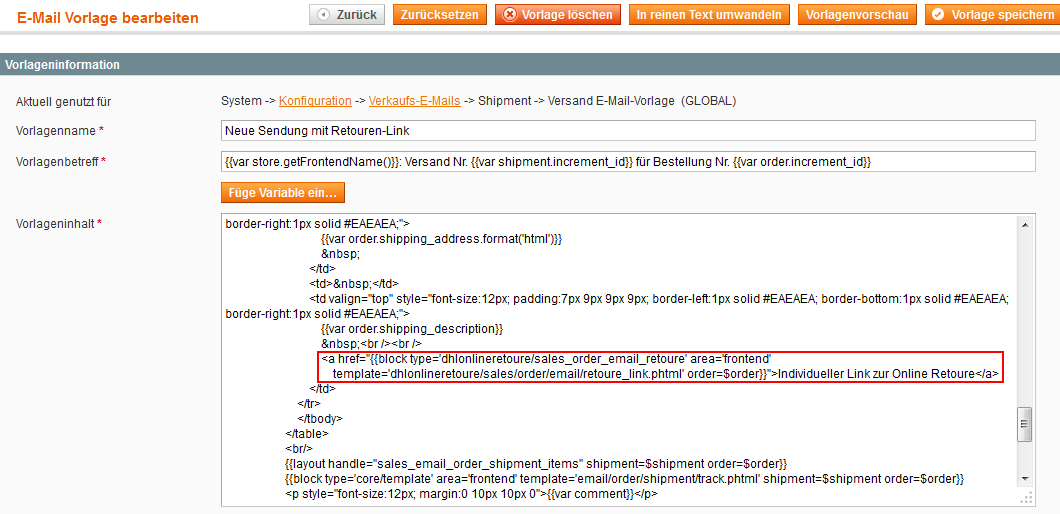 E-Mail Vorlage bearbeiten
Zurück Zurücksetzen Vorlage löschen In reinen Text umwandeln Vorlagenvorschau Vorlage speichern
Vorlageninformation
Aktuell genutzt für System -> Konfiguration -> Verkaufs-E-Mails -> Shipment -> Versand E-Mail-Vorlage (GLOBAL)
Vorlagenname * Neue Sendung mit Retouren-Link
Vorlagenbetreff * {{var store.getFrontendName()}}: Versand Nr. {{var shipment.increment_id}} für Bestellung Nr. {{var order.increment_id}}
Füge Variable ein...
Vorlageninhalt *
border-right:1px solid #EAEAEA;">
{{var order.shipping_address.format('html')}}
&nbsp;
</td>
<td>&nbsp;</td>
<td valign="top" style="font-size:12px; padding:7px 9px 9px 9px; border-left:1px solid #EAEAEA; border-bottom:1px solid #EAEAEA;
border-right:1px solid #EAEAEA;">
{{var order.shipping_description}}
&nbsp;<br /><br />
<a href="{{block type='dhlonlineretoure/sales_order_email_retoure' area='frontend'
template='dhlonlineretoure/sales/order/email/retoure_link.phtml' order=$order}}">Individueller Link zur Online Retoure</a>
</td>
</tr>
</tbody>
</table>
<br/>
{{layout handle="sales_email_order_shipment_items" shipment=$shipment order=$order}}
{{block type='core/template' area='frontend' template='email/order/shipment/track.phtml' shipment=$shipment order=$order}}
<p style="font-size:12px; margin:0 10px 10px 0">{{var comment}}</p>